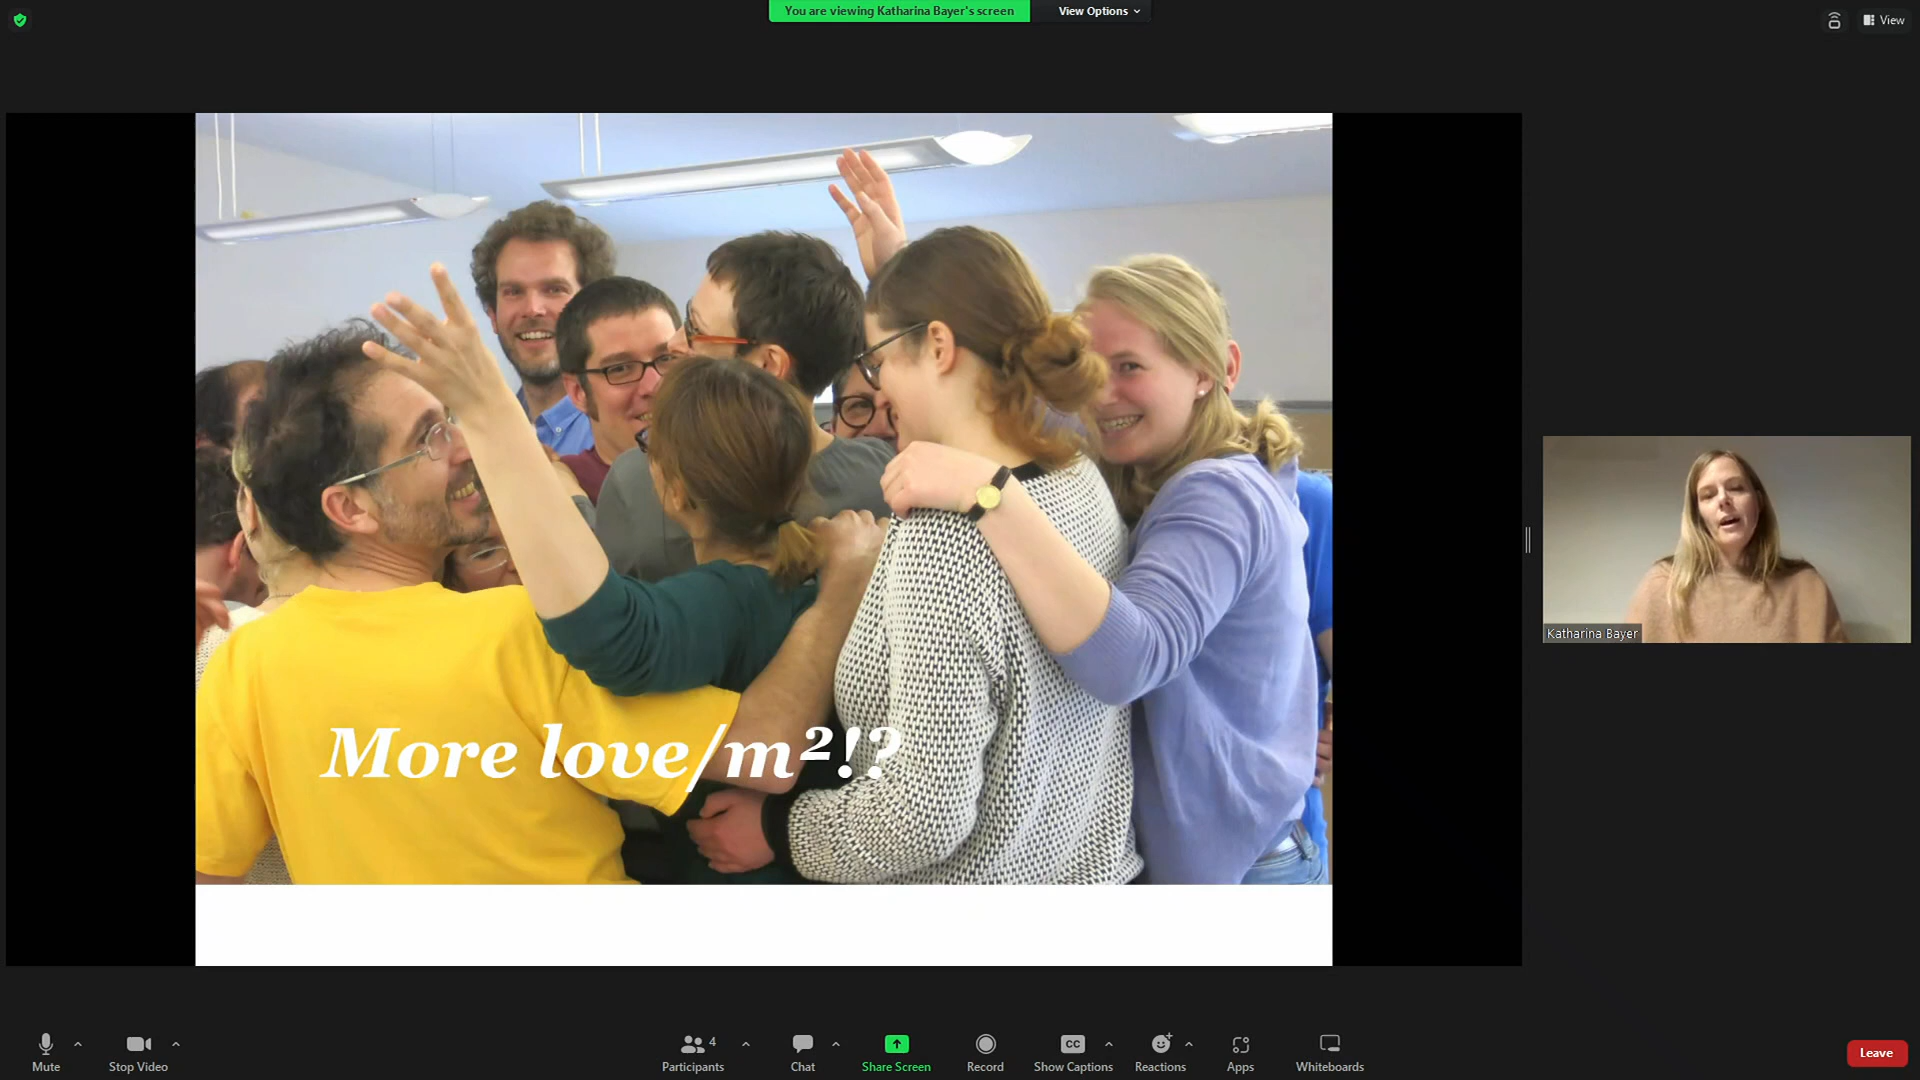 You are viewing Katharina Bayer's screen
View Options
View
More love/m²!?
Katharina Bayer
Mute
Stop Video
4
Participants
Chat
Share Screen
Record
CC
Show Captions
Reactions
Apps
Whiteboards
Leave